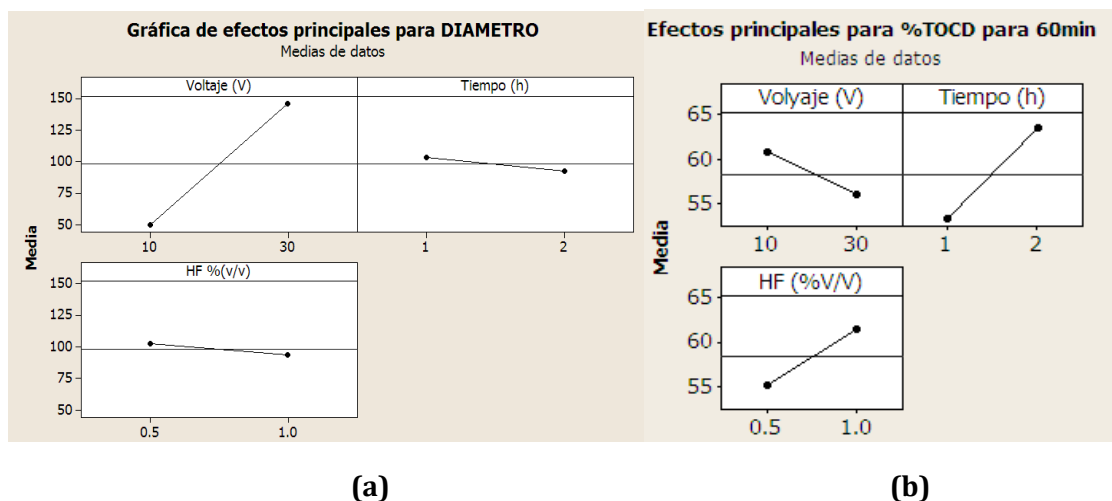 Gráfica de efectos principales para DIAMETRO
Medias de datos
Voltaje (V) Tiempo (h)
150
125
100
75
50
10 30 1 2
HF %(v/v)
150
125
100
75
50
0.5 1.0
Media
(a)
Efectos principales para %TOCD para 60min
Medias de datos
Volyaje (V) Tiempo (h)
65
60
55
10 30 1 2
HF (%V/V)
65
60
55
0.5 1.0
Media
(b)